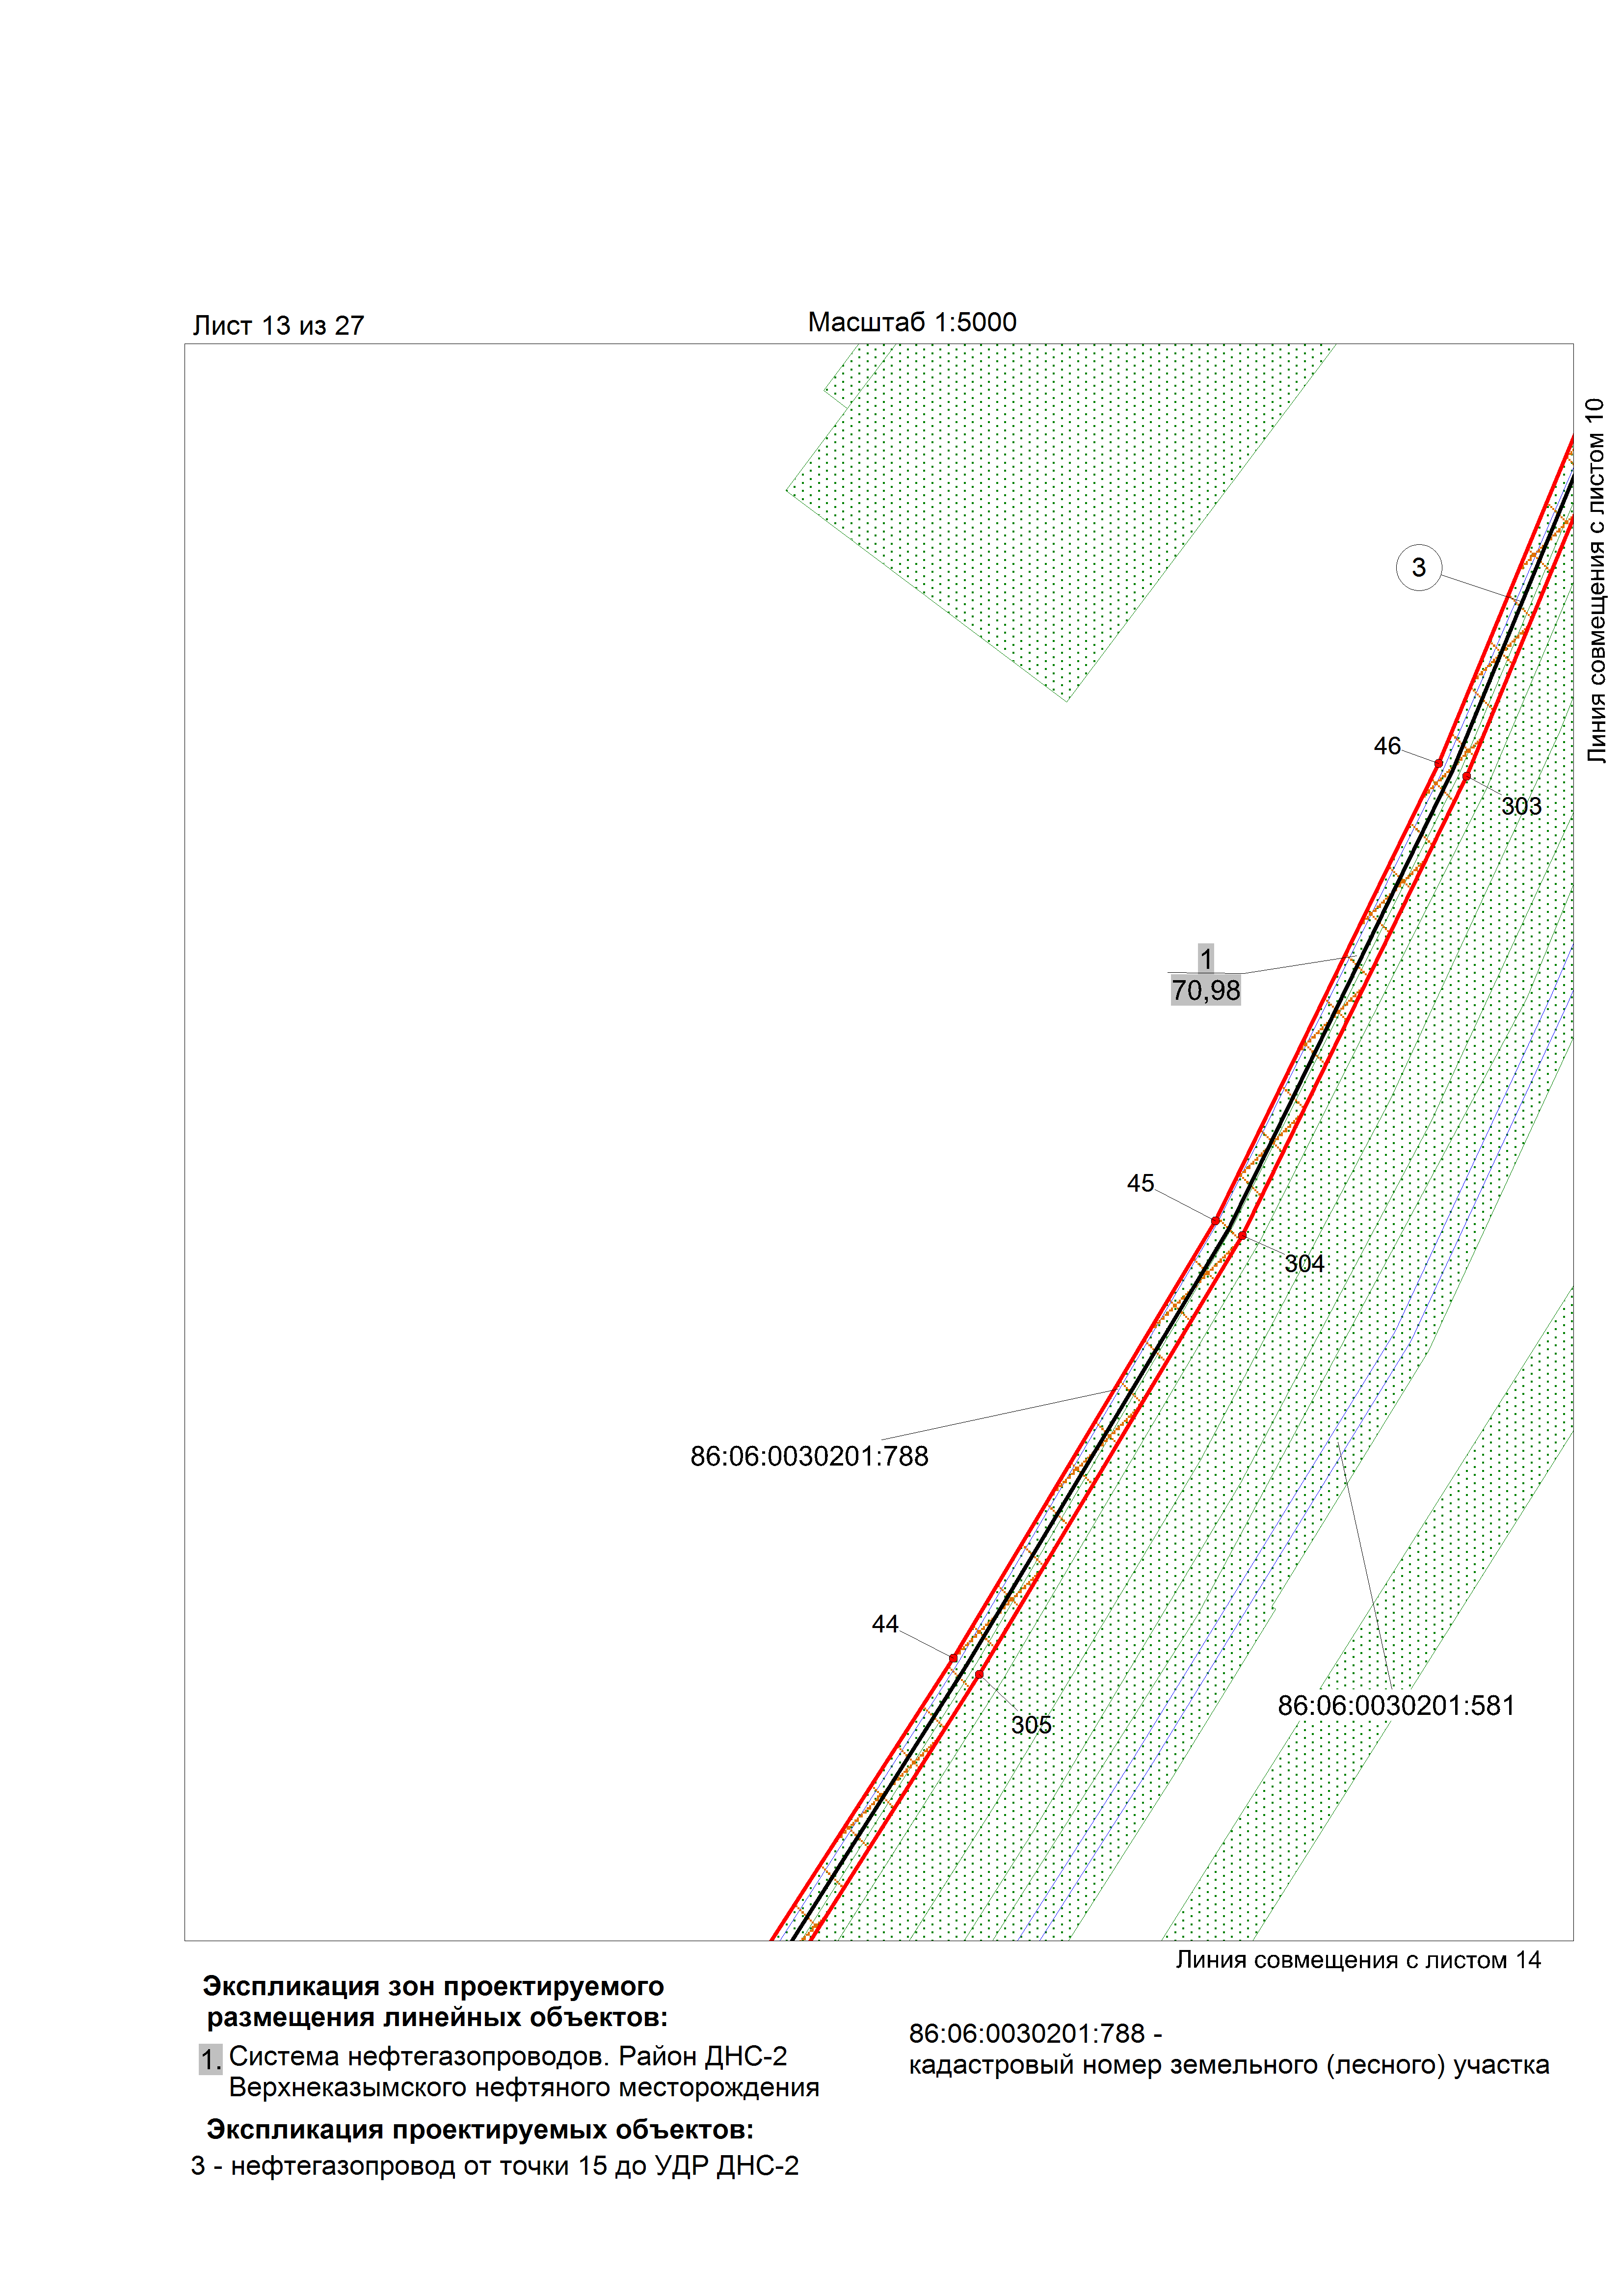 Лист 13 из 27
Масштаб 1:5000
Линия совмещения с листом 10
3
46
303
1
70,98
45
304
86:06:0030201:788
44
86:06:0030201:581
305
Линия совмещения с листом 14
Экспликация зон проектируемого
размещения линейных объектов:
1. Система нефтегазопроводов. Район ДНС-2
Верхнеказымского нефтяного месторождения
86:06:0030201:788 -
кадастровый номер земельного (лесного) участка
Экспликация проектируемых объектов:
3 - нефтегазопровод от точки 15 до УДР ДНС-2